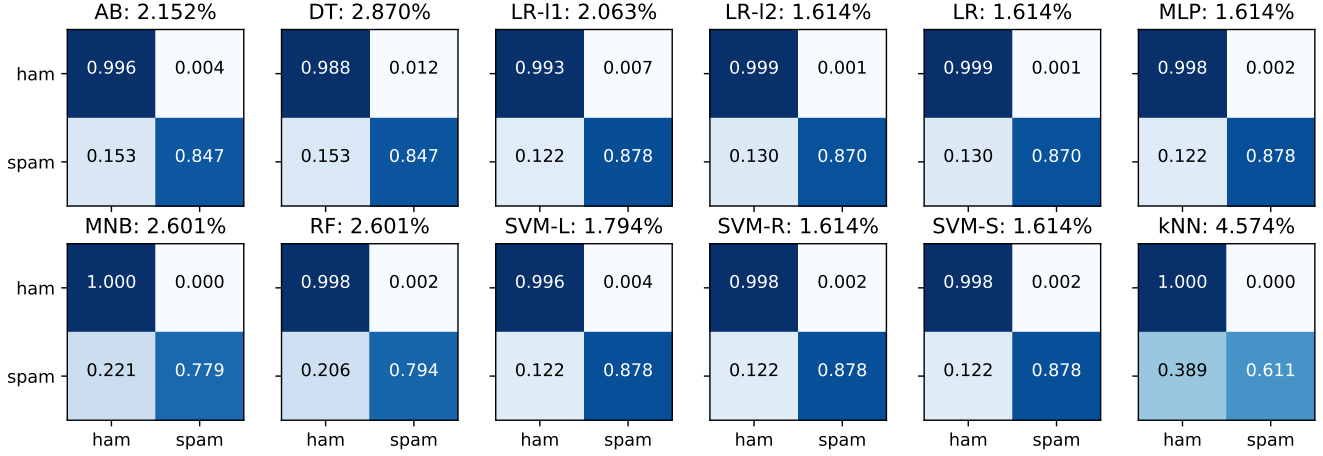 AB: 2.152% DT: 2.870% LR-l1: 2.063% LR-l2: 1.614% LR: 1.614% MLP: 1.614%
ham 0.996 0.004 0.988 0.012 0.993 0.007 0.999 0.001 0.999 0.001 0.998 0.002
spam 0.153 0.847 0.153 0.847 0.122 0.878 0.130 0.870 0.130 0.870 0.122 0.878
MNB: 2.601% RF: 2.601% SVM-L: 1.794% SVM-R: 1.614% SVM-S: 1.614% kNN: 4.574%
ham 1.000 0.000 0.998 0.002 0.996 0.004 0.998 0.002 0.998 0.002 1.000 0.000
spam 0.221 0.779 0.206 0.794 0.122 0.878 0.122 0.878 0.122 0.878 0.389 0.611
ham spam ham spam ham spam ham spam ham spam ham spam